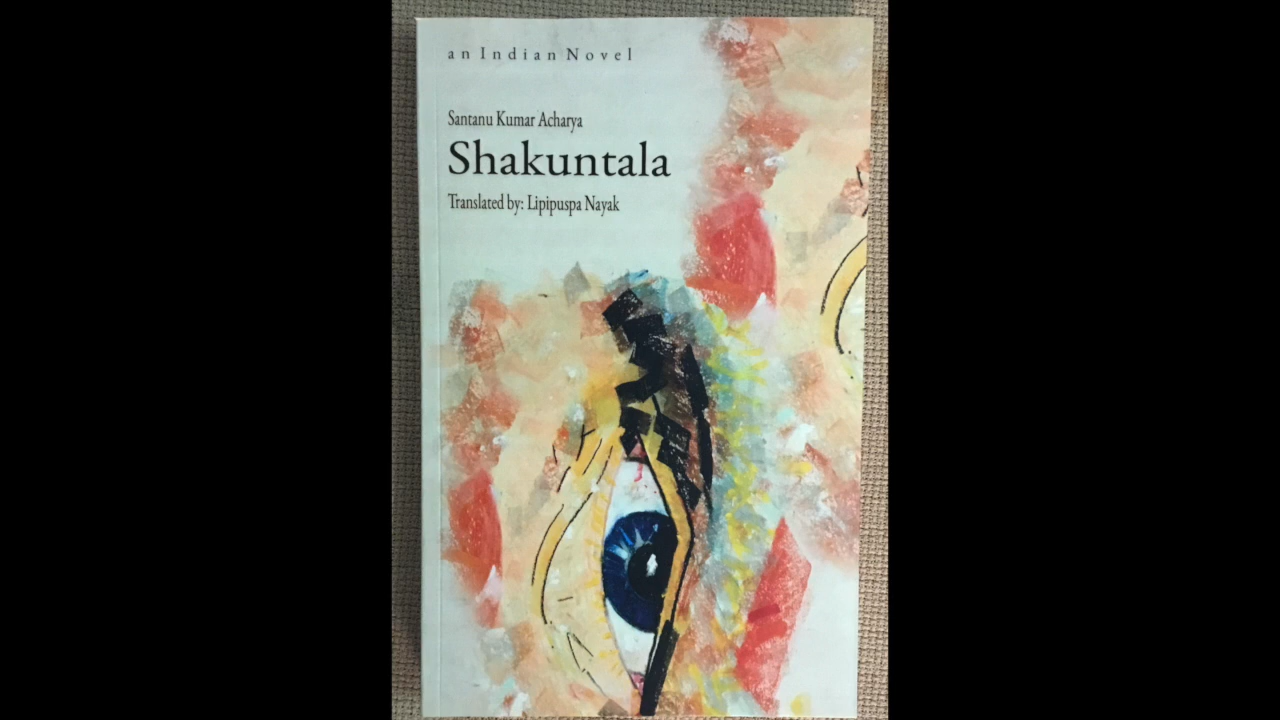 an Indian Novel
Santanu Kumar Acharya
Shakuntala
Translated by: Lipipuspa Nayak